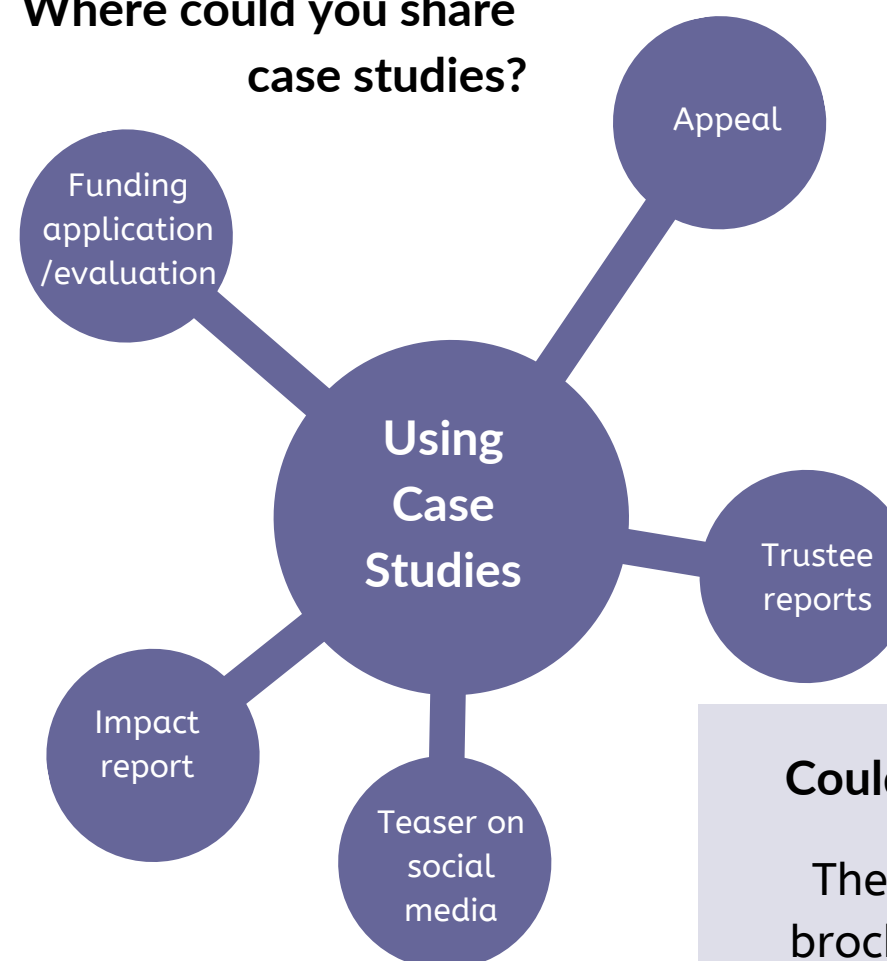 Where could you share
case studies?
Appeal
Funding
application
/evaluation
Using
Case
Studies
Trustee
reports
Impact
report
Teaser on
social
media
The